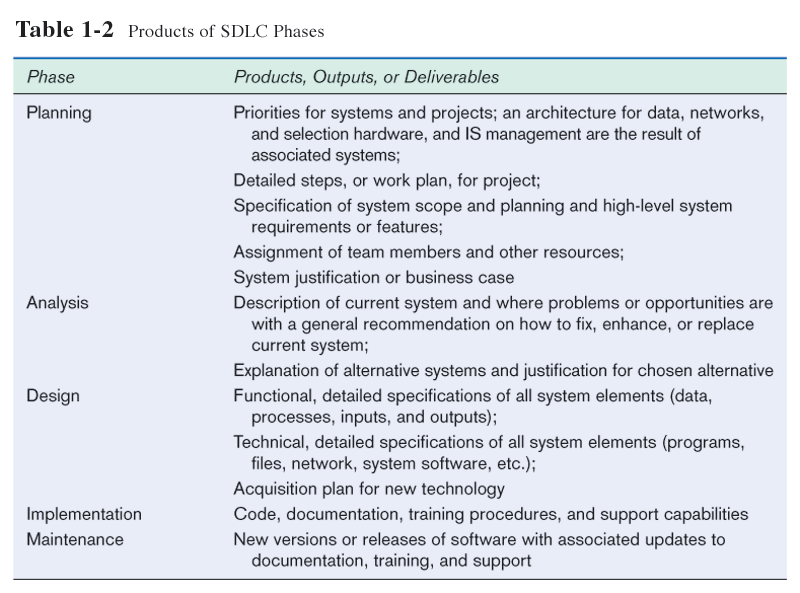 Table 1-2 Products of SDLC Phases
Phase Products, Outputs, or Deliverables
Planning Priorities for systems and projects; an architecture for data, networks,
and selection hardware, and IS management are the result of
associated systems;
Detailed steps, or work plan, for project;
Specification of system scope and planning and high-level system
requirements or features;
Assignment of team members and other resources;
System justification or business case
Analysis Description of current system and where problems or opportunities are
with a general recommendation on how to fix, enhance, or replace
current system;
Explanation of alternative systems and justification for chosen alternative
Design Functional, detailed specifications of all system elements (data,
processes, inputs, and outputs);
Technical, detailed specifications of all system elements (programs,
files, network, system software, etc.);
Acquisition plan for new technology
Implementation Code, documentation, training procedures, and support capabilities
Maintenance New versions or releases of software with associated updates to
documentation, training, and support